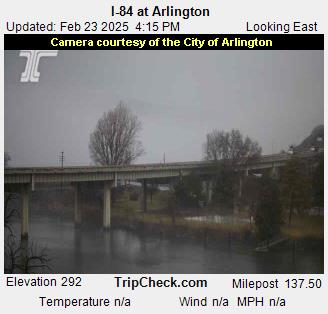 I-84 at Arlington
Updated: Feb 23 2025 4:15 PM Looking East
Camera courtesy of the City of Arlington
Elevation 292 TripCheck.com Milepost 137.50
Temperature n/a Wind n/a MPH n/a